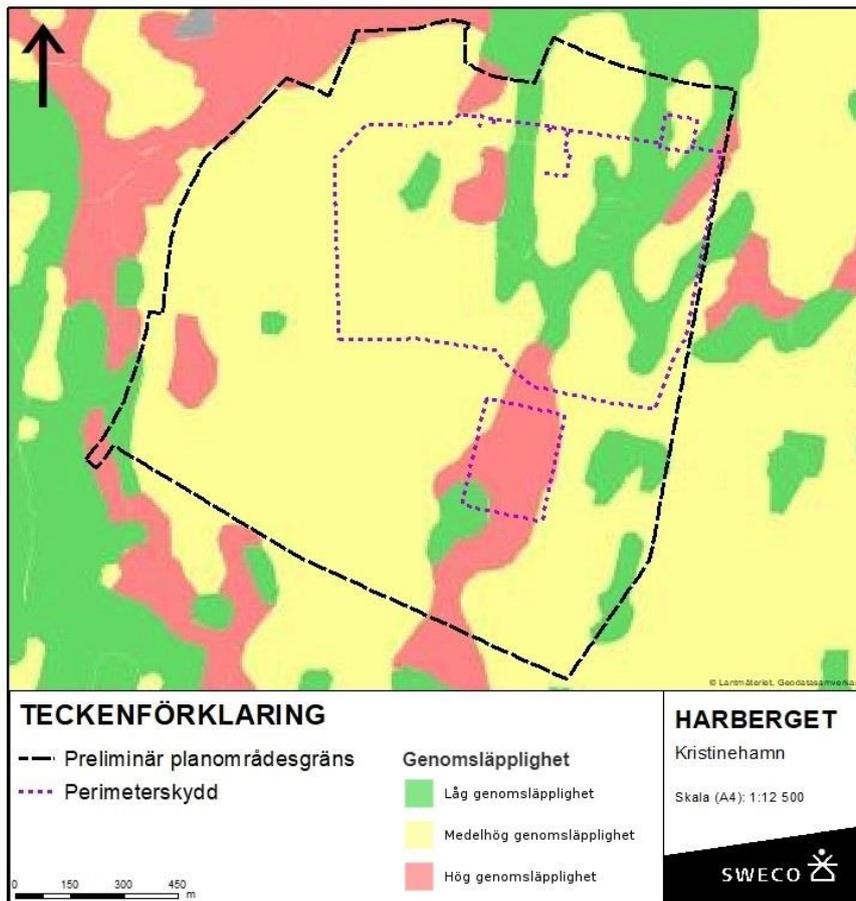 © Lantmäteriet, Geodatasamverkan
TECKENFÖRKLARING
Preliminär planområdesgräns
Perimeterskydd
0 150 300 450
m
Genomsläpplighet
Låg genomsläpplighet
Medelhög genomsläpplighet
Hög genomsläpplighet
HARBERGET
Kristinehamn
Skala (A4): 1:12 500
SWECO